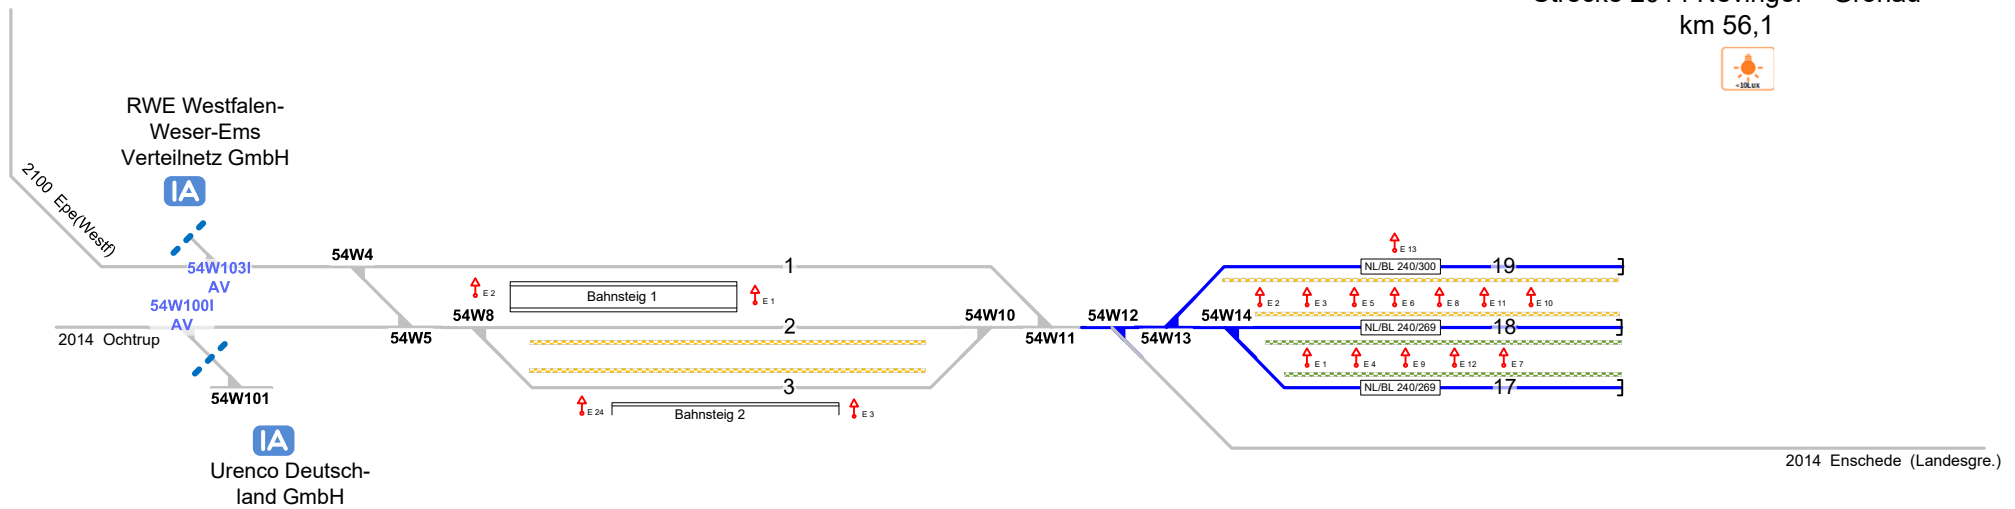 km 56,1
<10Lux
RWE Westfalen-
Weser-Ems
Verteilnetz GmbH
IA
2100 Epe(Westf)
54W103I
AV
54W100I
AV
2014 Ochtrup
54W101
IA
Urenco Deutsch-
land GmbH
54W4
54W5
54W8
1
2
3
E 2
Bahnsteig 1
E 1
E 24
Bahnsteig 2
E 3
54W10
54W11
54W12
54W13
54W14
E 13
NL/BL 240/300
19
E 2
E 3
E 5
E 6
E 8
E 11
E 10
NL/BL 240/269
18
E 1
E 4
E 9
E 12
E 7
NL/BL 240/269
17
2014 Enschede (Landesgre.)